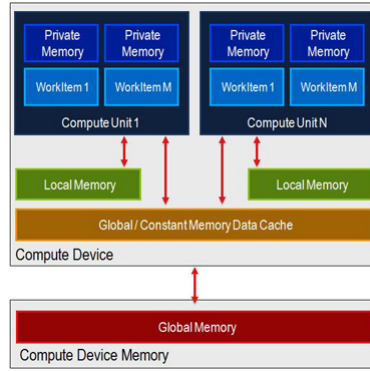 Private Memory
Private Memory
Private Memory
Private Memory
WorkItem 1
WorkItem M
WorkItem 1
WorkItem M
Compute Unit 1
Compute Unit N
Local Memory
Local Memory
Global / Constant Memory Data Cache
Compute Device
Global Memory
Compute Device Memory